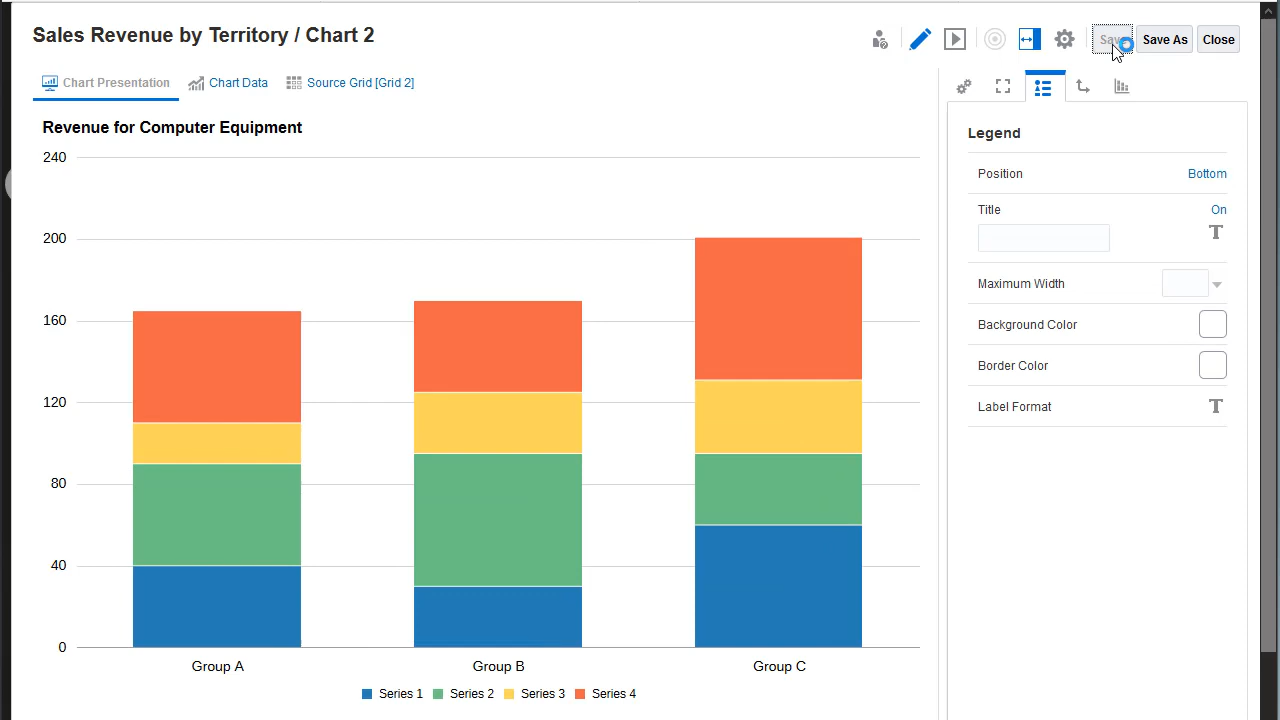 Sales Revenue by Territory / Chart 2
Save As
Close
Chart Presentation
Chart Data
Source Grid [Grid 2]
Revenue for Computer Equipment
240
200
160
120
80
40
0
Group A
Group B
Group C
Series 1
Series 2
Series 3
Series 4
Legend
Position
Bottom
Title
On
Maximum Width
Background Color
Border Color
Label Format